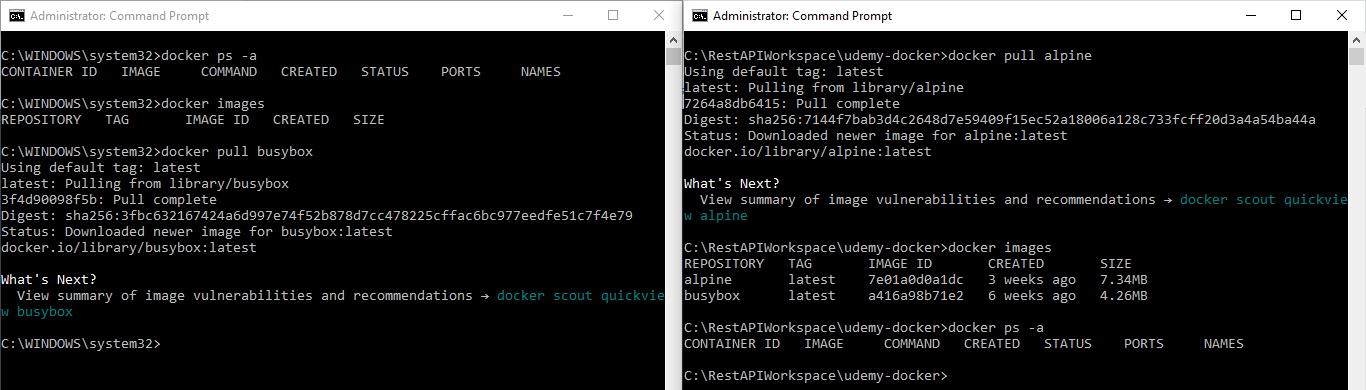 Administrator: Command Prompt
C:\WINDOWS\system32>docker ps -a
CONTAINER ID   IMAGE     COMMAND   CREATED   STATUS    PORTS     NAMES
C:\WINDOWS\system32>docker images
REPOSITORY   TAG       IMAGE ID   CREATED   SIZE
C:\WINDOWS\system32>docker pull busybox
Using default tag: latest
latest: Pulling from library/busybox
3f4d90098f5b: Pull complete
Digest: sha256:3fbc632167424a6d997e74f52b878d7cc478225cffac6bc977eedfe51c7f4e79
Status: Downloaded newer image for busybox:latest
docker.io/library/busybox:latest
What's Next?
  View summary of image vulnerabilities and recommendations → docker scout quickvie
w busybox
C:\WINDOWS\system32>
Administrator: Command Prompt
C:\RestAPIWorkspace\udemy-docker>docker pull alpine
Using default tag: latest
latest: Pulling from library/alpine
7264a8db6415: Pull complete
Digest: sha256:7144f7bab3d4c2648d7e59409f15ec52a18006a128c733fcff20d3a4a54ba44a
Status: Downloaded newer image for alpine:latest
docker.io/library/alpine:latest
What's Next?
  View summary of image vulnerabilities and recommendations → docker scout quickvie
w alpine
C:\RestAPIWorkspace\udemy-docker>docker images
REPOSITORY   TAG       IMAGE ID       CREATED       SIZE
alpine       latest    7e01a0d0a1dc   3 weeks ago   7.34MB
busybox      latest    a416a98b71e2   6 weeks ago   4.26MB
C:\RestAPIWorkspace\udemy-docker>docker ps -a
CONTAINER ID   IMAGE     COMMAND   CREATED   STATUS    PORTS     NAMES
C:\RestAPIWorkspace\udemy-docker>